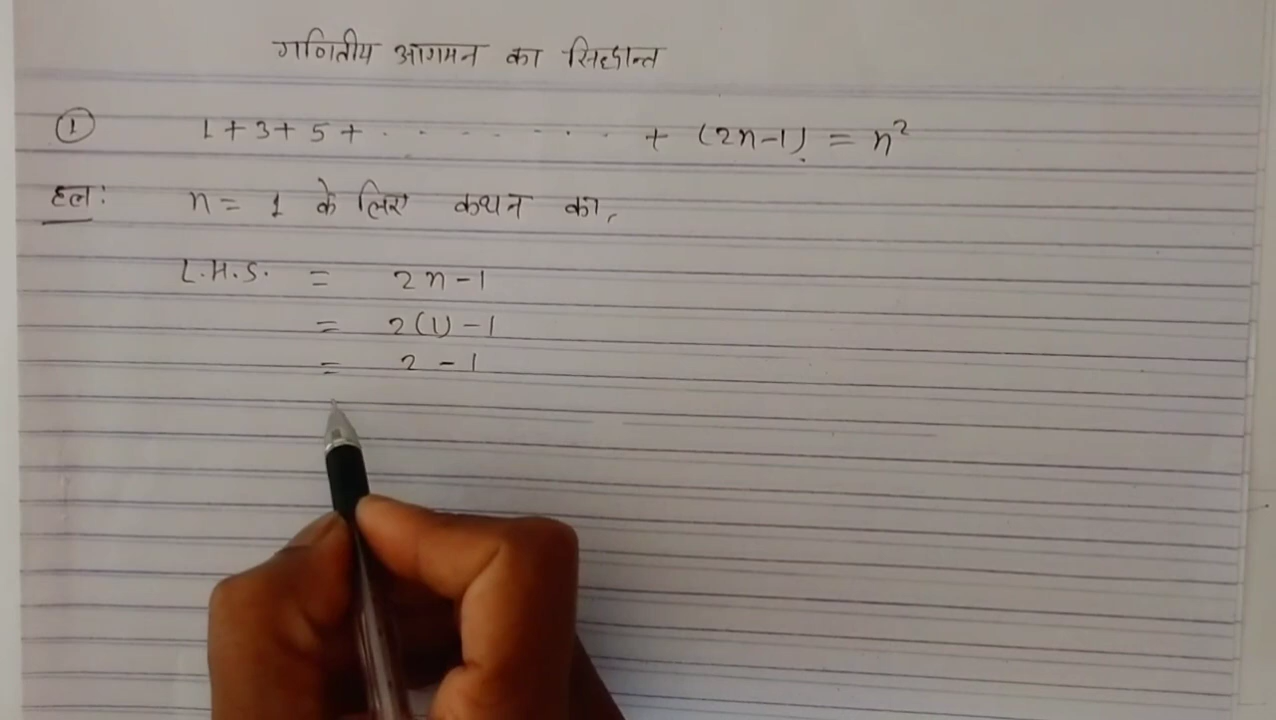 गणितीय आगमन का सिद्धान्त
① 1 + 3 + 5 + . . . . . . . . + (2n-1) = n²
हल: n = 1 के लिए कथन का,
L.H.S. = 2n - 1
= 2(1) - 1
= 2 - 1